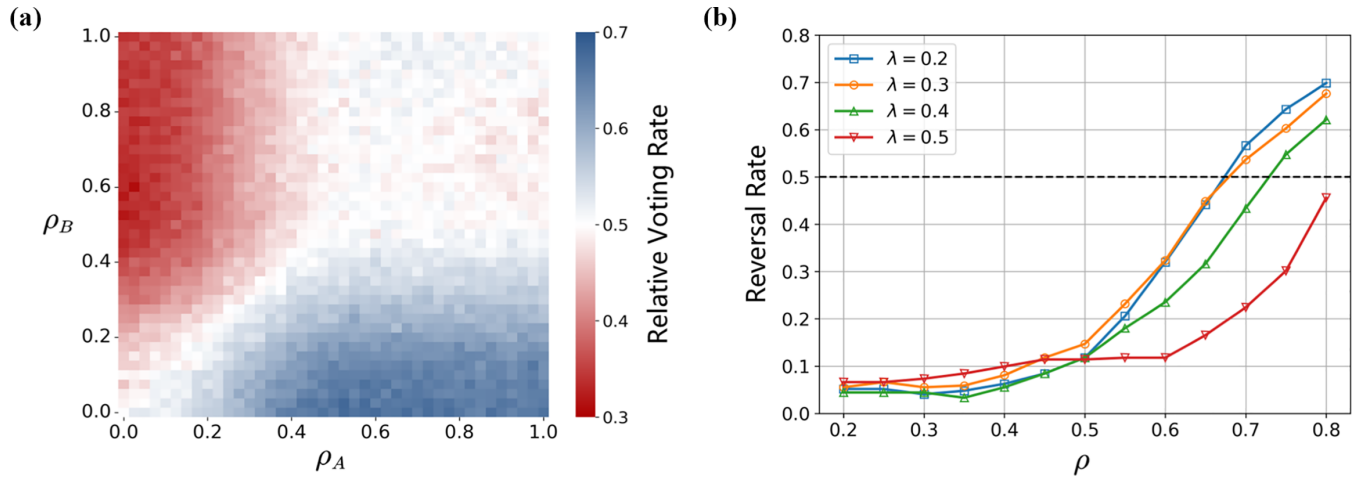 (a)
1.0
0.8
0.6
0.4
0.2
0.0
ρ_B
0.0 0.2 0.4 0.6 0.8 1.0
ρ_A
0.7
0.6
0.5
0.4
0.3
Relative Voting Rate
(b)
0.8
0.7
0.6
0.5
0.4
0.3
0.2
0.1
0.0
Reversal Rate
λ = 0.2
λ = 0.3
λ = 0.4
λ = 0.5
0.2 0.3 0.4 0.5 0.6 0.7 0.8
ρ